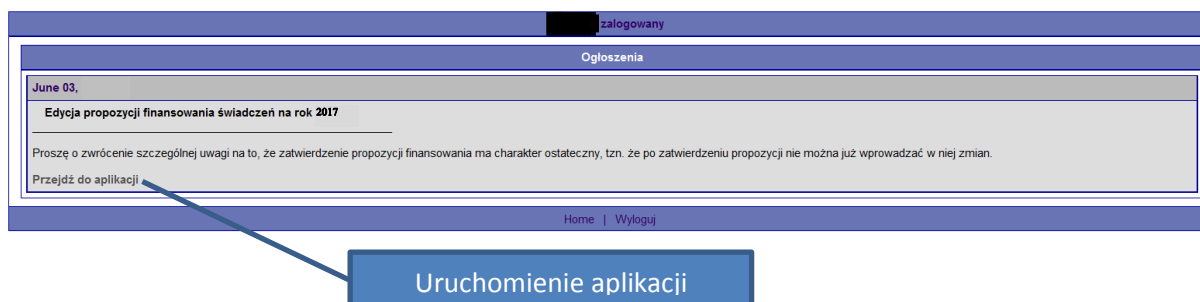 zalogowany
Ogłoszenia
June 03,
Edycja propozycji finansowania świadczeń na rok 2017
Proszę o zwrócenie szczególnej uwagi na to, że zatwierdzenie propozycji finansowania ma charakter ostateczny, tzn. że po zatwierdzeniu propozycji nie można już wprowadzać w niej zmian.
Przejdź do aplikacji
Home | Wyloguj
Uruchomienie aplikacji